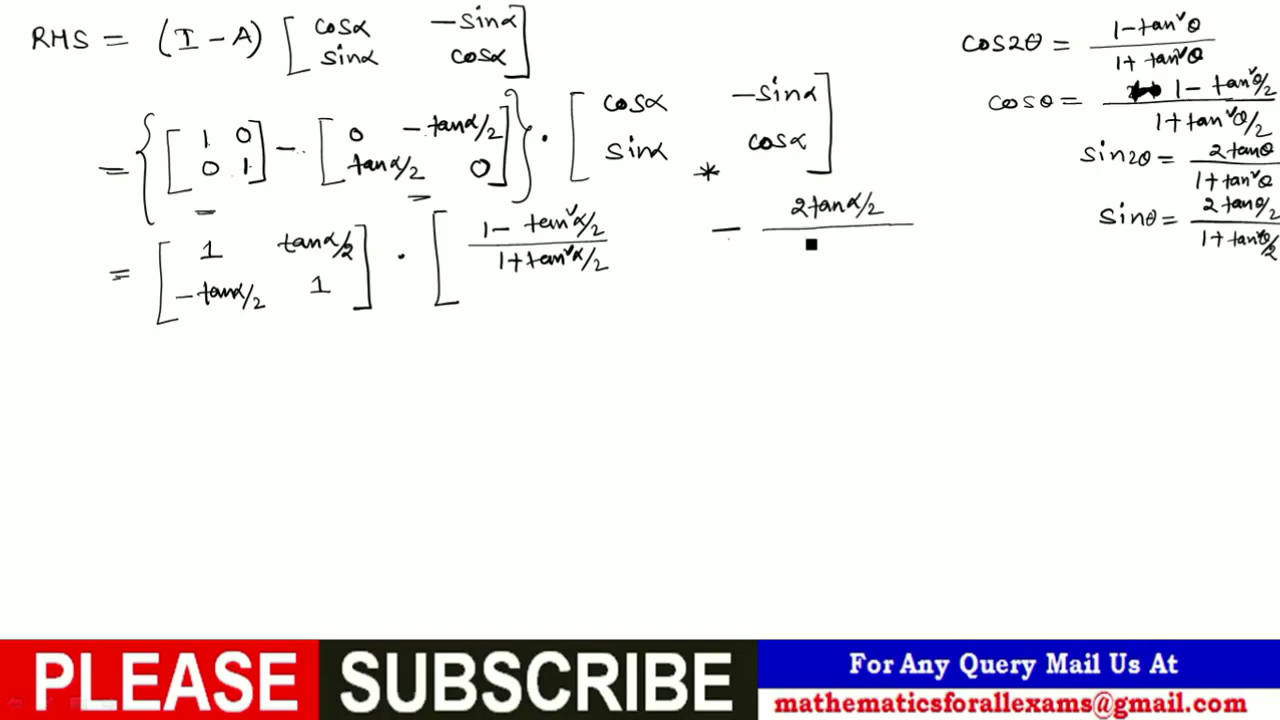 RHS = (I - A) [ cosα -sinα
sinα cosα ]
= { [ 1 0
0 1 ] - [ 0 -tanα/2
tanα/2 0 ] } . [ cosα -sinα
sinα cosα ]
*
= [ 1 tanα/2
-tanα/2 1 ] . [ 1 - tan²α/2
1 + tan²α/2
- 2tanα/2
cos2θ = 1 - tan²θ
1 + tan²θ
cosθ = 1 - tan²θ/2
1 + tan²θ/2
sin2θ = 2tanθ
1 + tan²θ
sinθ = 2tanθ/2
1 + tan²θ/2
PLEASE SUBSCRIBE
For Any Query Mail Us At
mathematicsforallexams@gmail.com